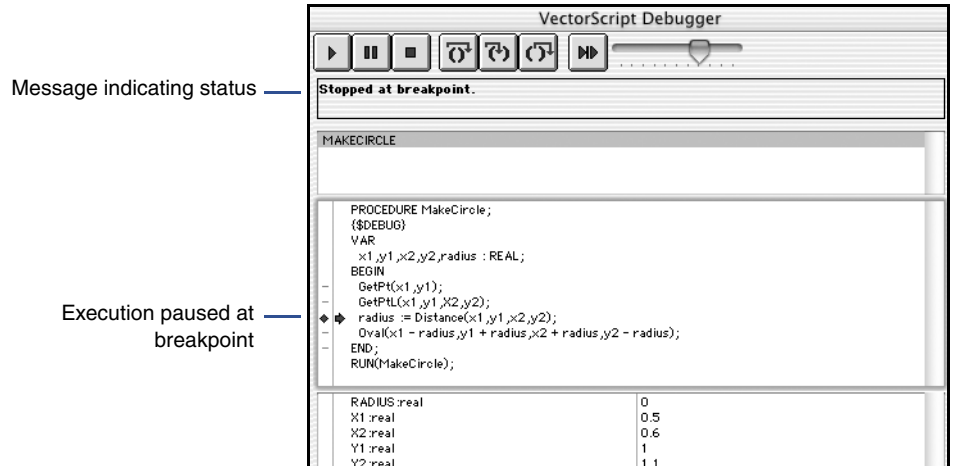 VectorScript Debugger
Message indicating status
Stopped at breakpoint.
MAKECIRCLE
PROCEDURE MakeCircle;
{$DEBUG}
VAR
x1,y1,x2,y2,radius : REAL;
BEGIN
GetPt(x1,y1);
GetPtL(x1,y1,X2,y2);
Execution paused at
breakpoint
radius := Distance(x1,y1,x2,y2);
Oval(x1 - radius,y1 + radius,x2 + radius,y2 - radius);
END;
RUN(MakeCircle);
RADIUS:real 0
X1:real 0.5
X2:real 0.6
Y1:real 1
Y2:real 1.1